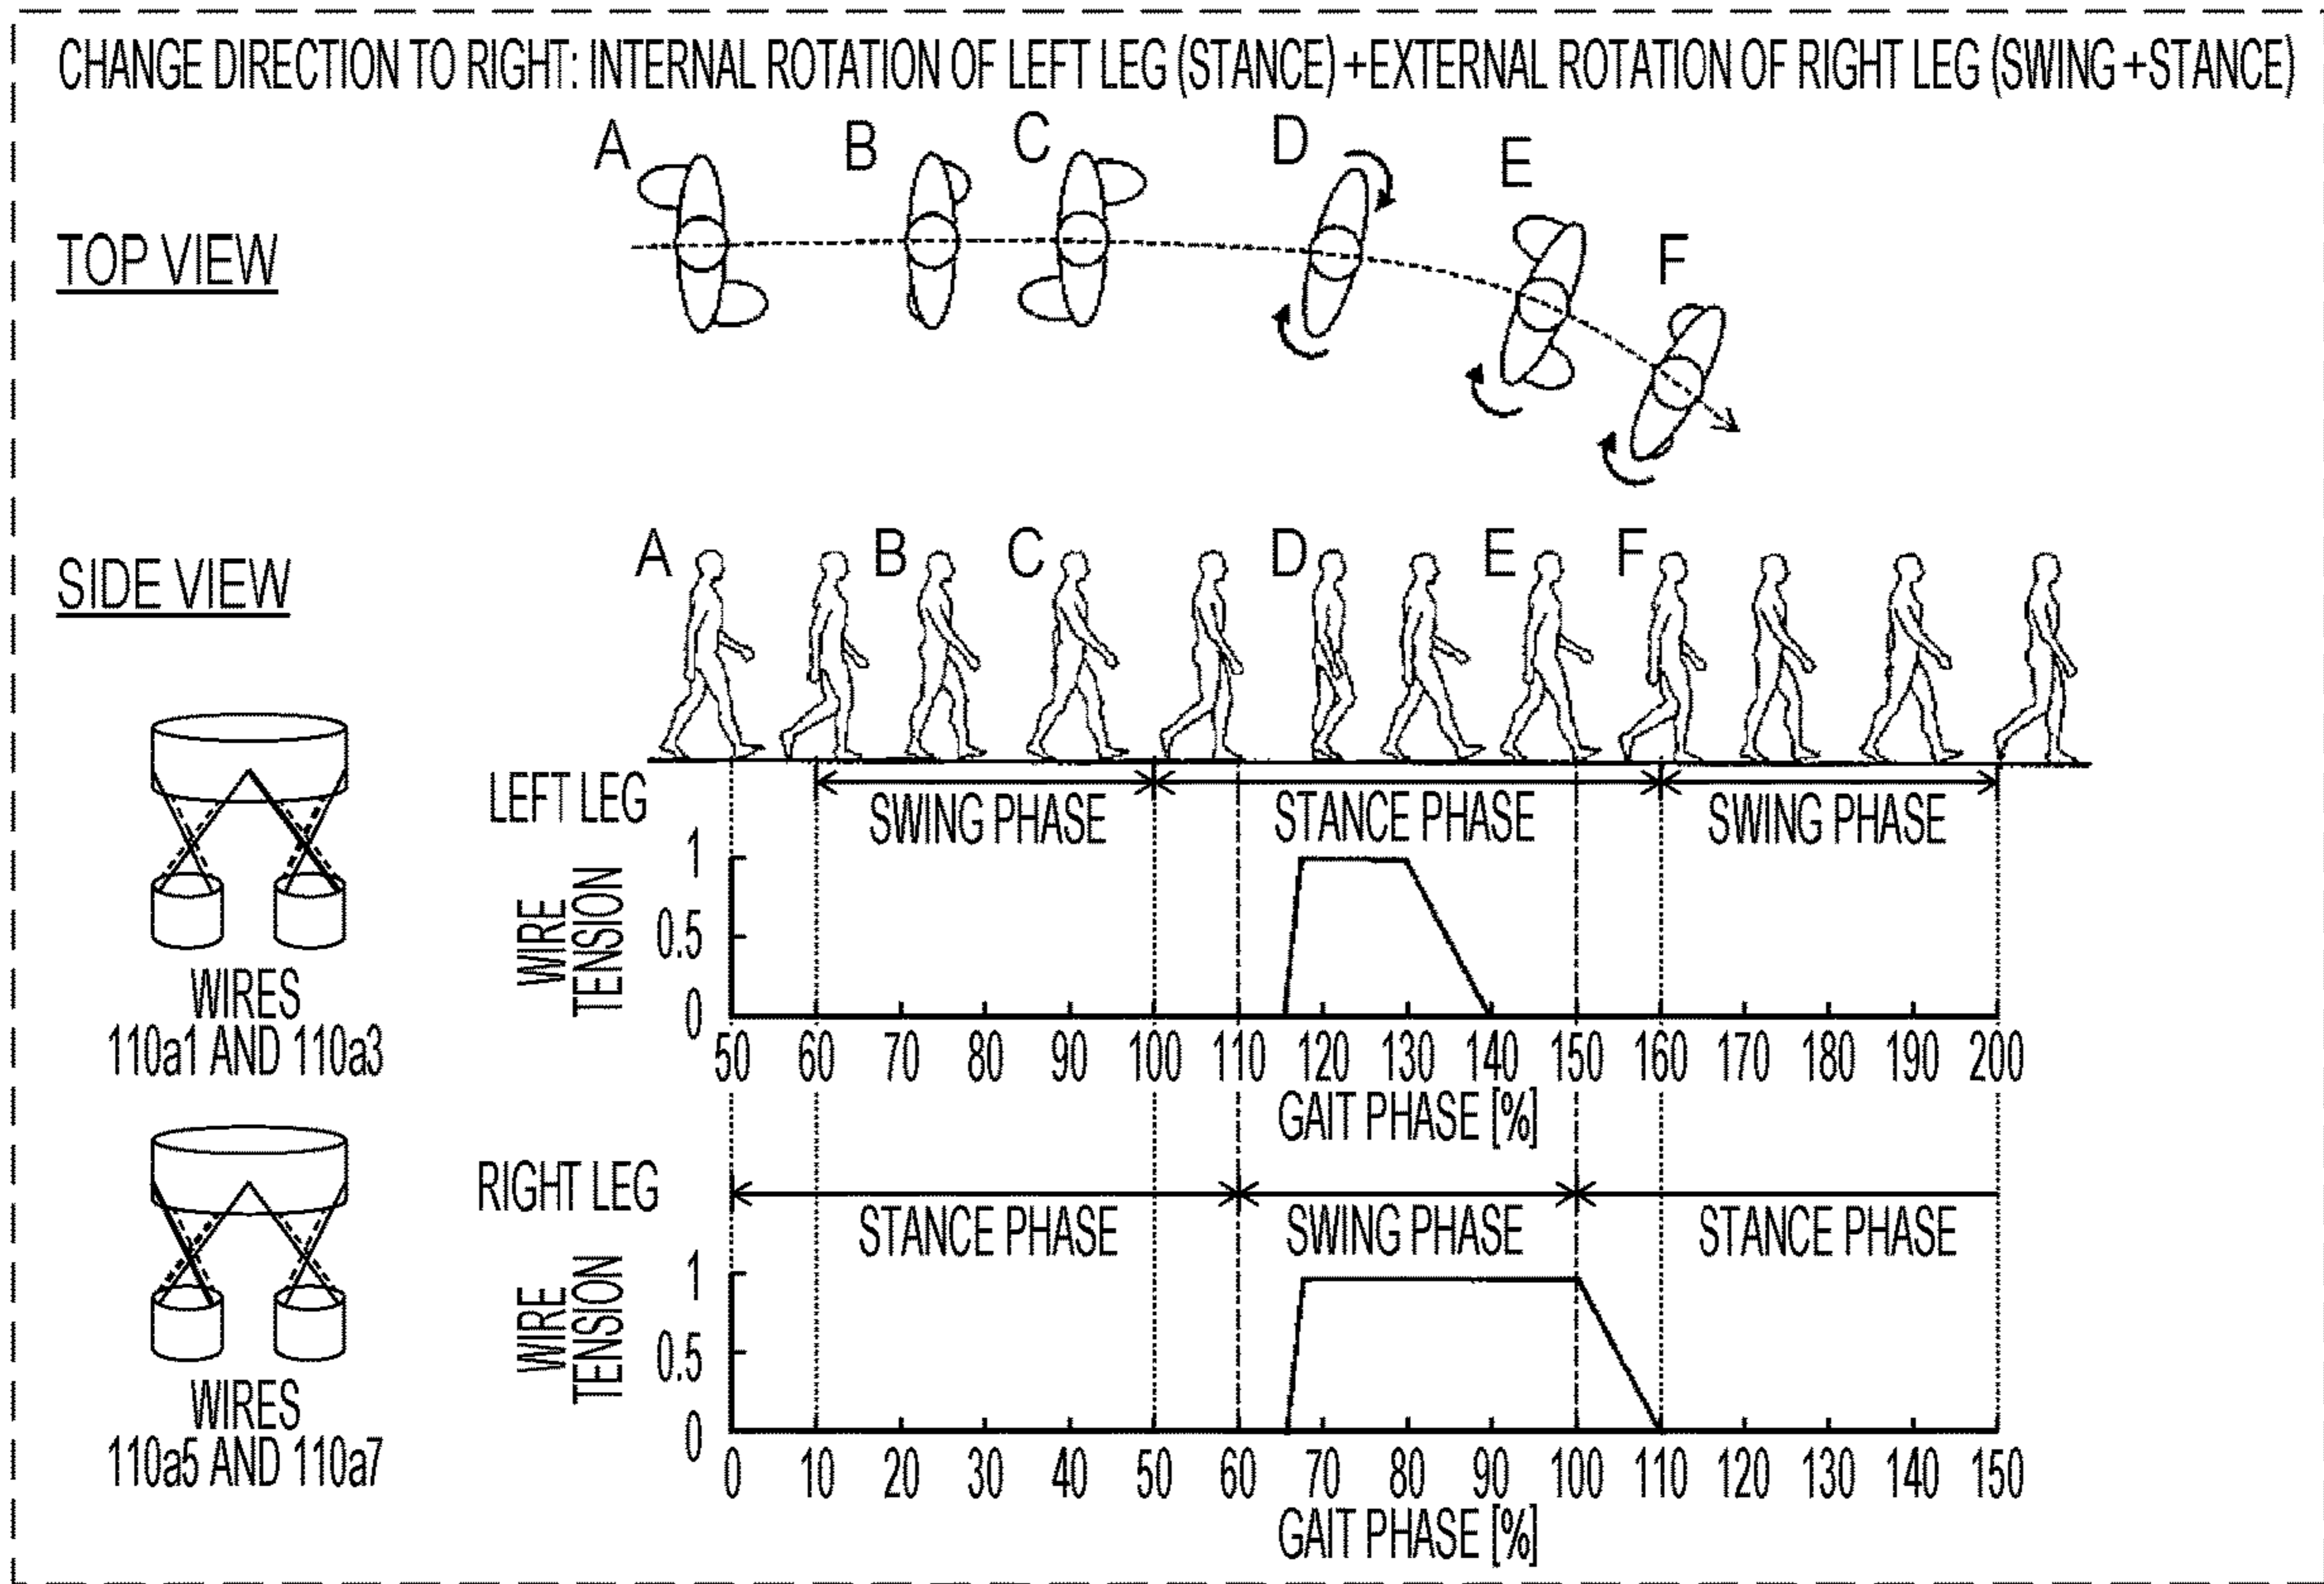 CHANGE DIRECTION TO RIGHT: INTERNAL ROTATION OF LEFT LEG (STANCE) +EXTERNAL ROTATION OF RIGHT LEG (SWING +STANCE)
A B C D E F
TOP VIEW
A B C D E F
SIDE VIEW
LEFT LEG
SWING PHASE STANCE PHASE SWING PHASE
WIRE
TENSION
1
0.5
0
50 60 70 80 90 100 110 120 130 140 150 160 170 180 190 200
GAIT PHASE [%]
WIRES
110a1 AND 110a3
RIGHT LEG
STANCE PHASE SWING PHASE STANCE PHASE
WIRE
TENSION
1
0.5
0
0 10 20 30 40 50 60 70 80 90 100 110 120 130 140 150
GAIT PHASE [%]
WIRES
110a5 AND 110a7